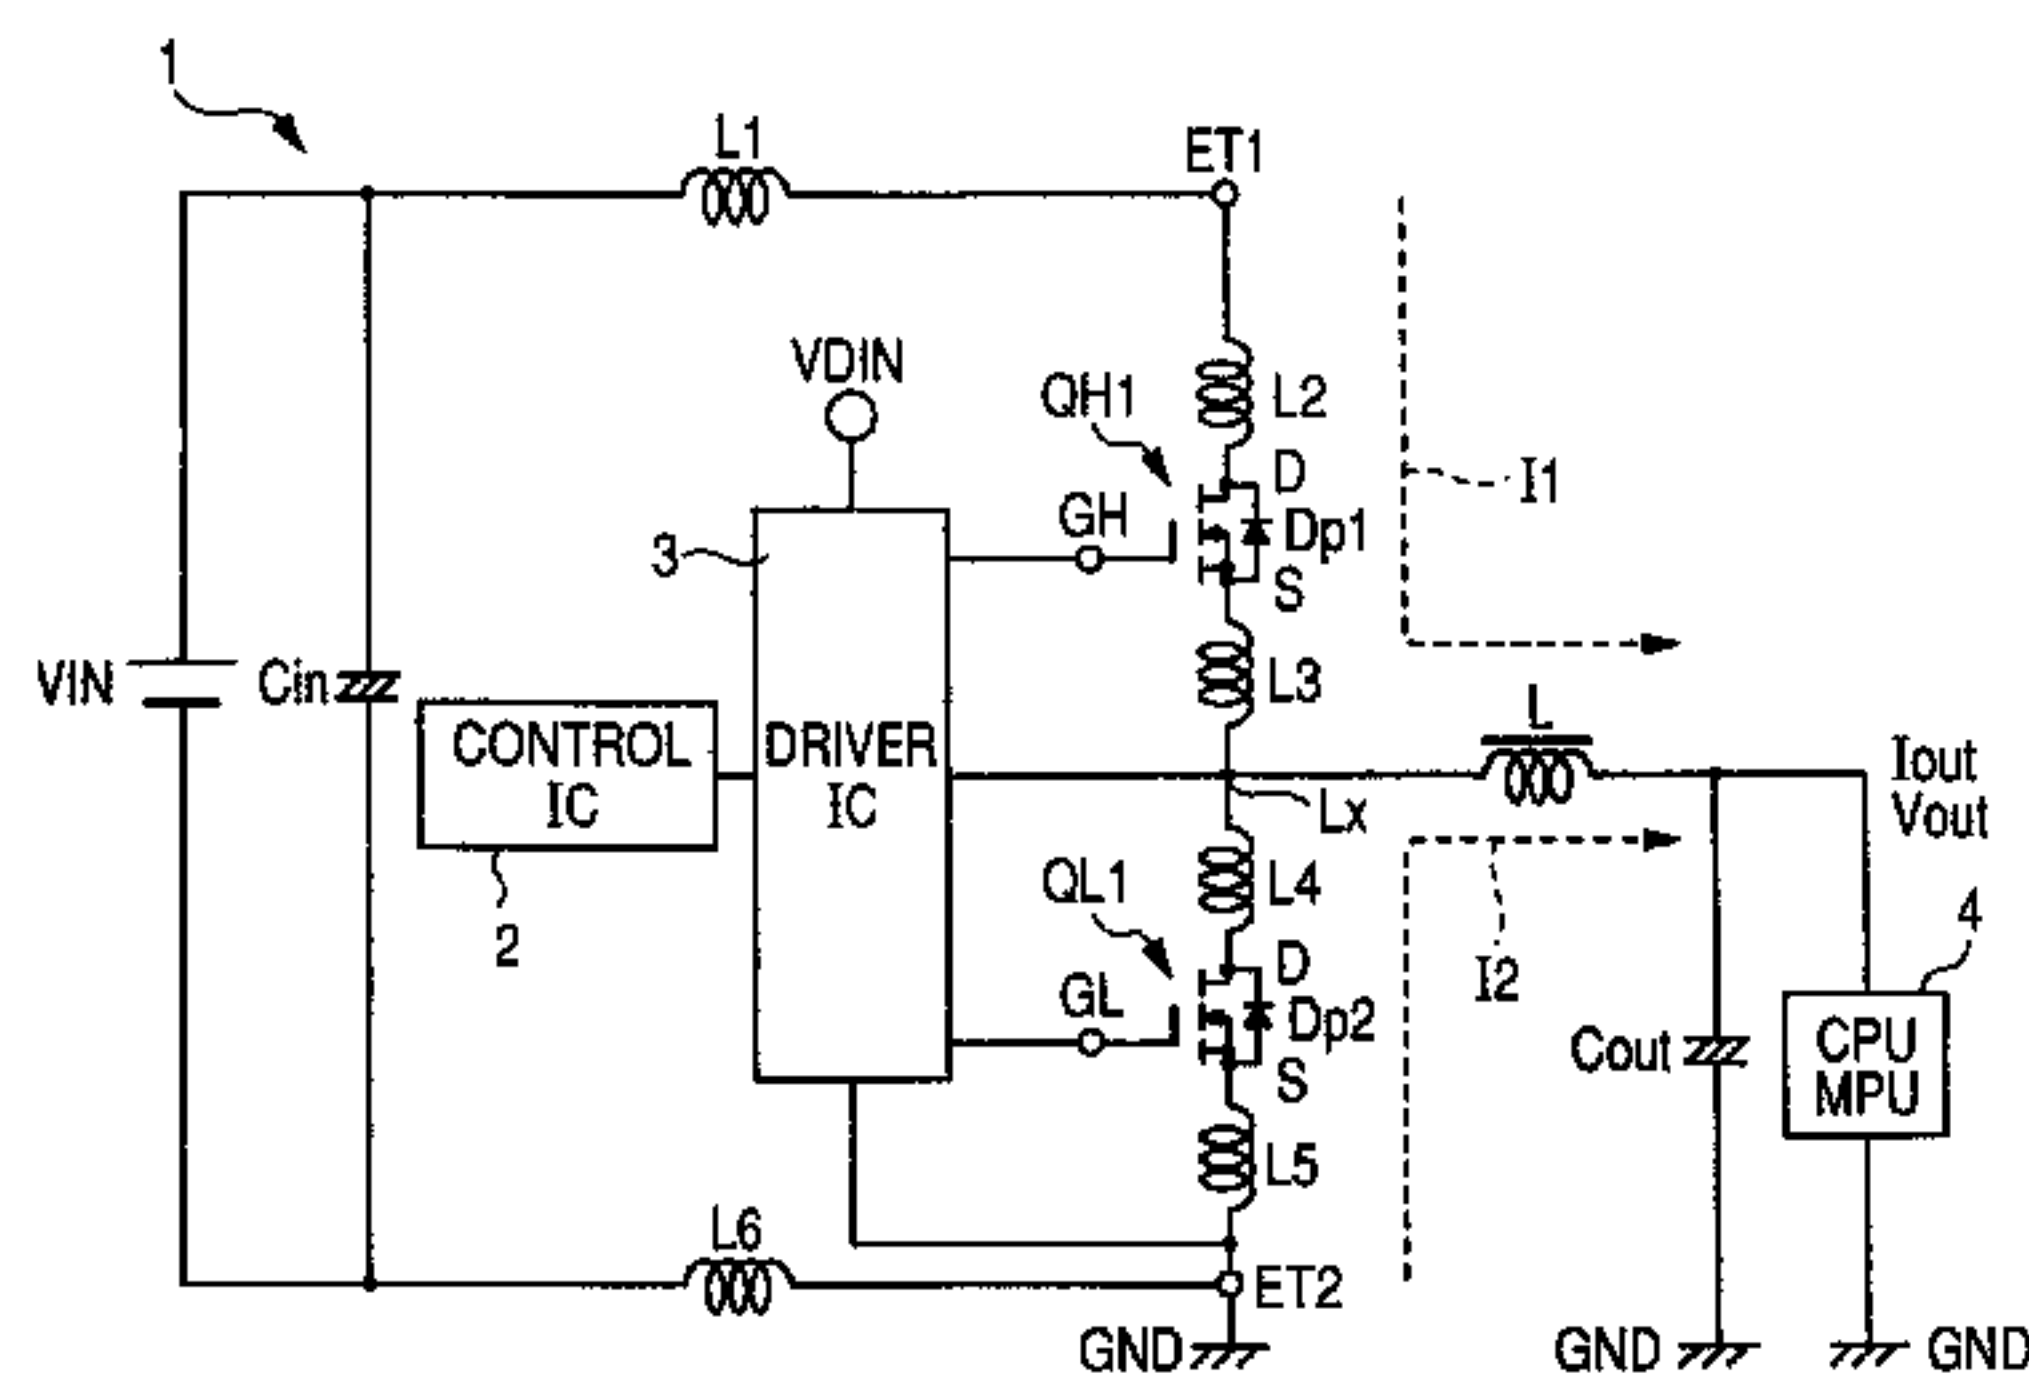 1
L1
ET1
VDIN
QH1
L2
D
GH
Dp1
I1
3
S
VIN
Cin
L3
L
CONTROL
IC
DRIVER
IC
Iout
Vout
Lx
QL1
L4
4
2
D
I2
GL
Dp2
Cout
CPU
MPU
S
L5
L6
ET2
GND
GND
GND